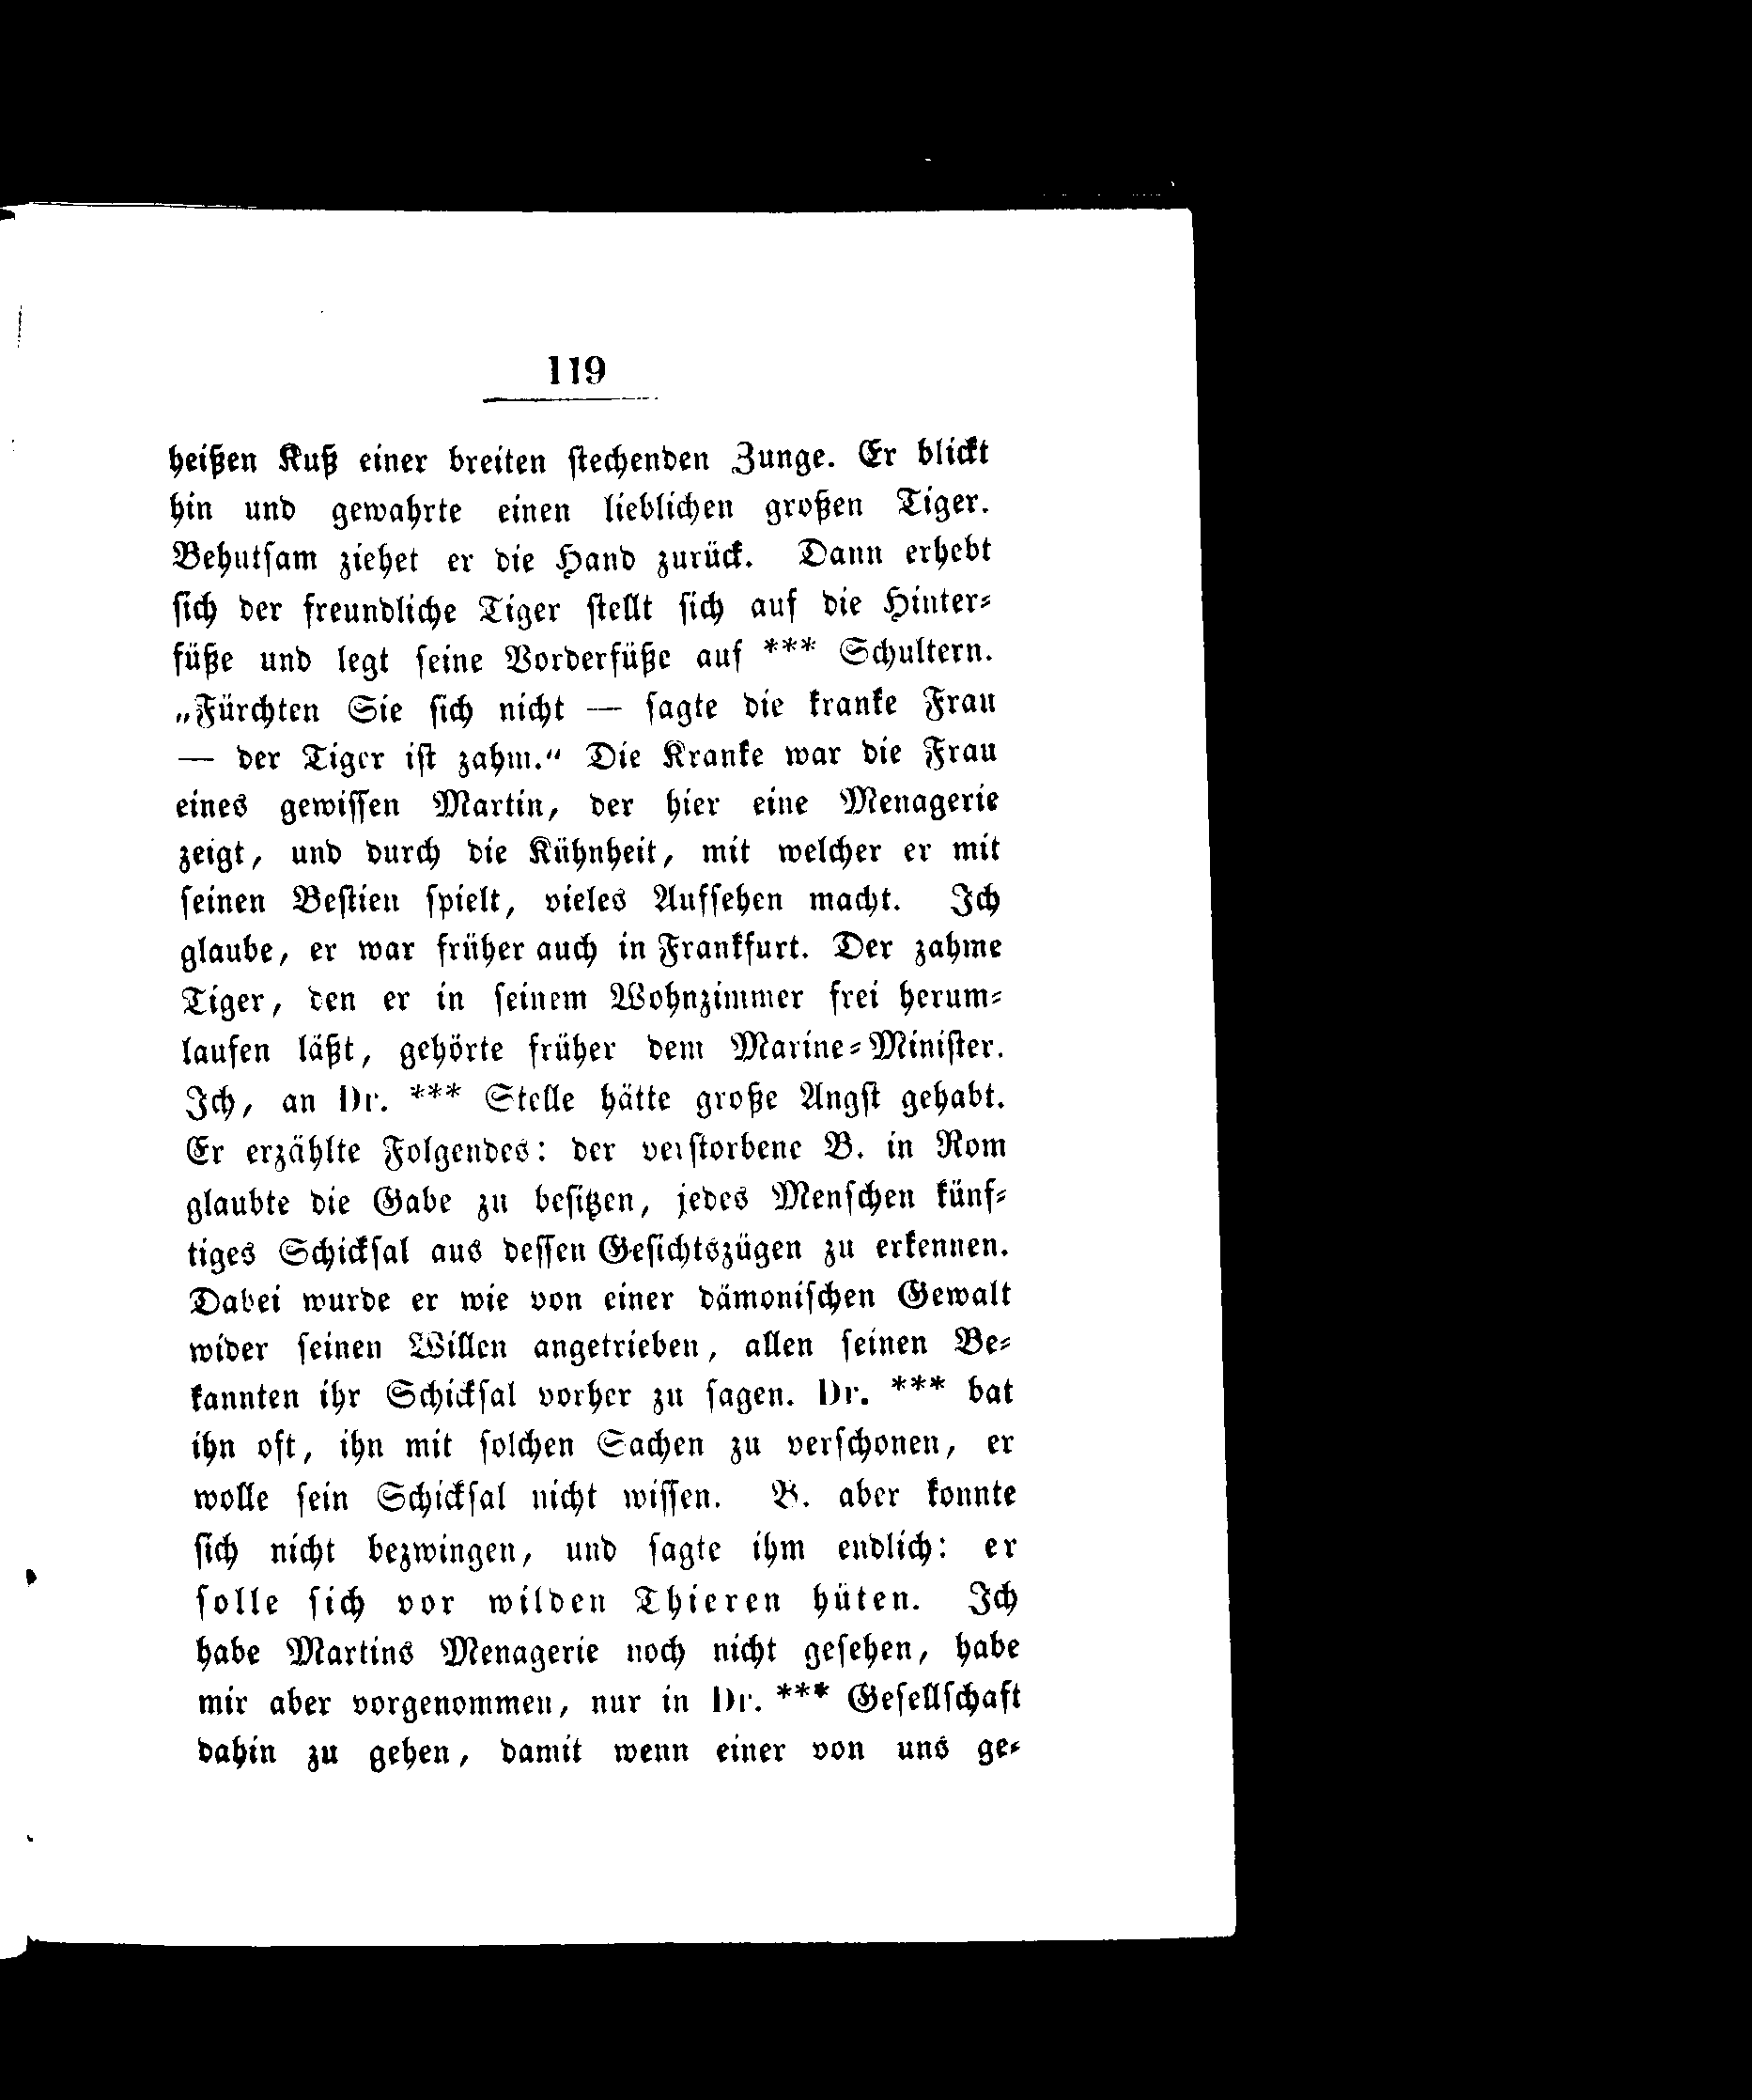 119
heißen Kuß einer breiten ſtechenden Zunge. Er blickt
hin und gewahrte einen lieblichen großen Tiger.
Behutſam ziehet er die Hand zurück. Dann erhebt
ſich der freundliche Tiger ſtellt ſich auf die Hinter⸗
füße und legt ſeine Vorderfüße auf *** Schultern.
„Fürchten Sie ſich nicht — ſagte die kranke Frau
— der Tiger iſt zahm.“ Die Kranke war die Frau
eines gewiſſen Martin, der hier eine Menagerie
zeigt, und durch die Kühnheit, mit welcher er mit
ſeinen Beſtien ſpielt, vieles Aufſehen macht. Ich
glaube, er war früher auch in Frankfurt. Der zahme
Tiger, den er in ſeinem Wohnzimmer frei herum⸗
laufen läßt, gehörte früher dem Marine⸗Miniſter.
Ich, an Dr. *** Stelle hätte große Angſt gehabt.
Er erzählte Folgendes: der verſtorbene B. in Rom
glaubte die Gabe zu beſitzen, jedes Menſchen künf⸗
tiges Schickſal aus deſſen Geſichtszügen zu erkennen.
Dabei wurde er wie von einer dämoniſchen Gewalt
wider ſeinen Willen angetrieben, allen ſeinen Be⸗
kannten ihr Schickſal vorher zu ſagen. Dr. *** bat
ihn oft, ihn mit ſolchen Sachen zu verſchonen, er
wolle ſein Schickſal nicht wiſſen. B. aber konnte
ſich nicht bezwingen, und ſagte ihm endlich: er
ſolle ſich vor wilden Thieren hüten. Ich
habe Martins Menagerie noch nicht geſehen, habe
mir aber vorgenommen, nur in Dr. *** Geſellſchaft
dahin zu gehen, damit wenn einer von uns ge⸗